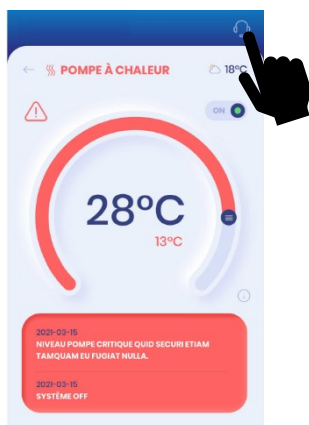 POMPE À CHALEUR
18°C
ON
28°C
13°C
2021-03-15
NIVEAU POMPE CRITIQUE QUID SECURI ETIAM
TAMQUAM EU FUGIAT NULLA.
2021-03-15
SYSTÈME OFF